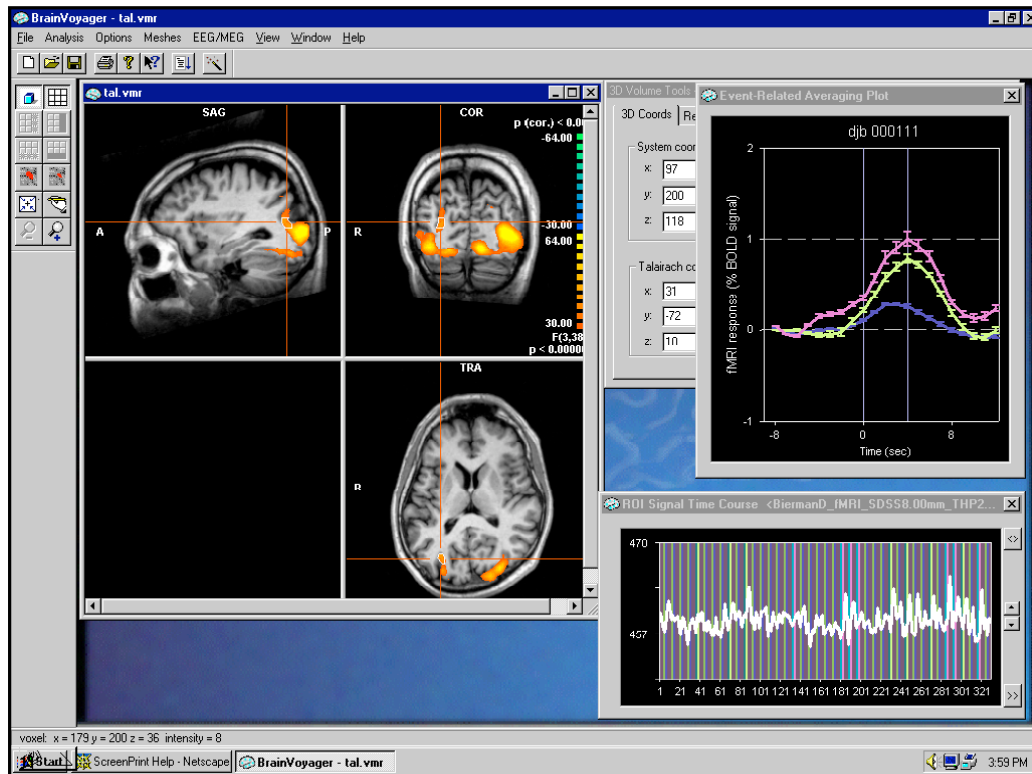 BrainVoyager - tal.vmr
File Analysis Options Meshes EEG/MEG View Window Help
tal.vmr
SAG
COR
p (cor.) < 0.00
-64.00
-30.00
64.00
30.00
F(3,38
p < 0.00000
A
P
R
TRA
R
3D Volume Tools
3D Coords Re
System coor
x: 97
y: 200
z: 118
Talairach co
x: 31
y: -72
z: 10
Event-Related Averaging Plot
djb 000111
fMRI response (% BOLD signal)
2
1
0
-1
-8 0 8
Time (sec)
ROI Signal Time Course <BiermanD_fMRI_SDSS8.00mm_THP2...
470
457
1 21 41 61 81 101 121 141 161 181 201 221 241 261 281 301 321
<>
>>
voxel: x = 179 y = 200 z = 36 intensity = 8
Start ScreenPrint Help - Netscape BrainVoyager - tal.vmr 3:59 PM